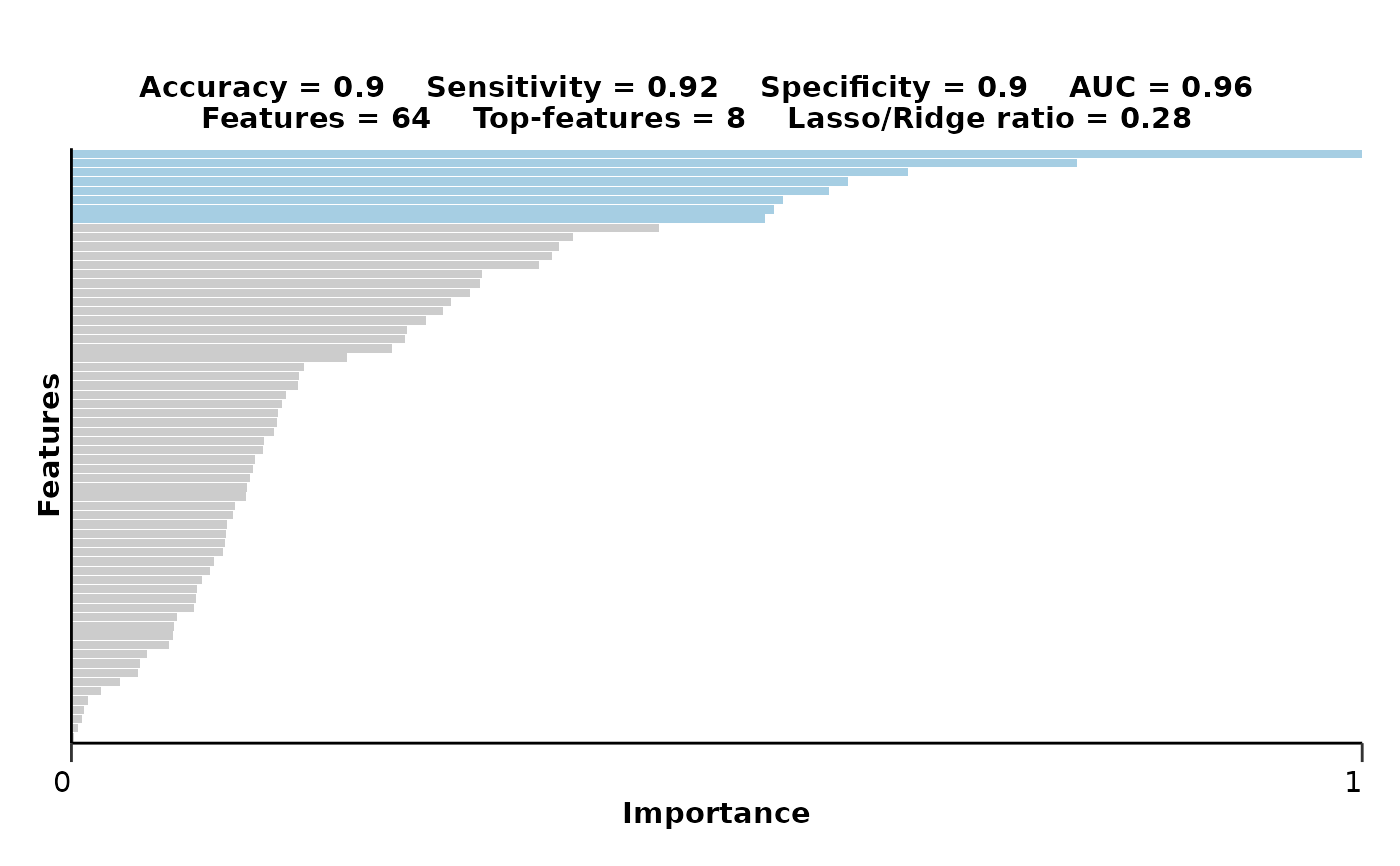 Accuracy = 0.9 Sensitivity = 0.92 Specificity = 0.9 AUC = 0.96
Features = 64 Top-features = 8 Lasso/Ridge ratio = 0.28
Features
0 1
Importance